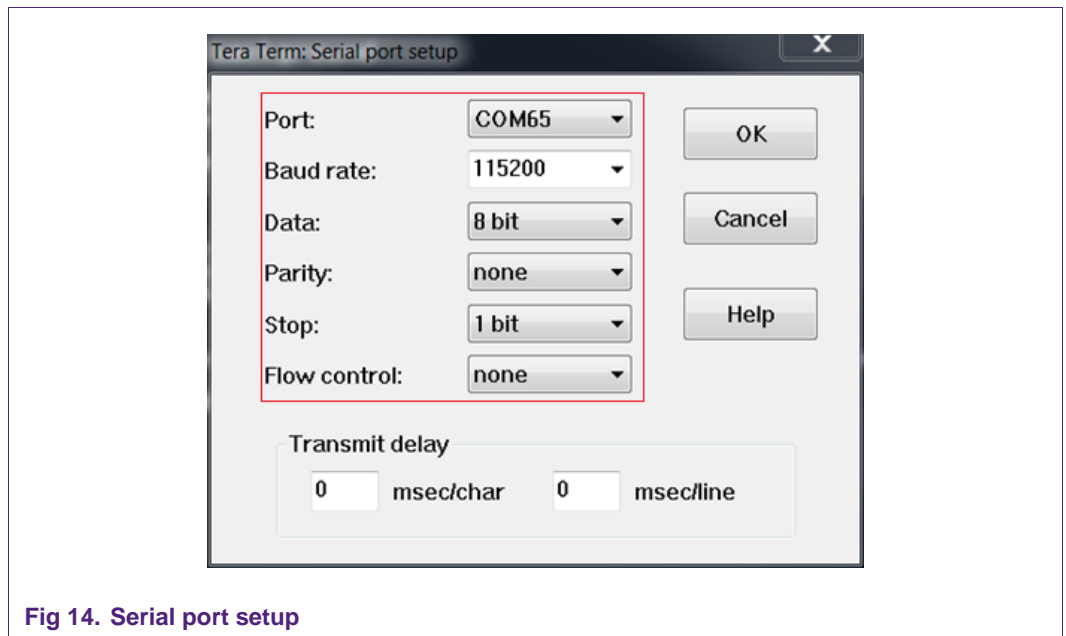 Tera Term: Serial port setup
X
Port: COM65
OK
Baud rate: 115200
Data: 8 bit
Cancel
Parity: none
Stop: 1 bit
Help
Flow control: none
Transmit delay
0 msec/char 0 msec/line
Fig 14. Serial port setup